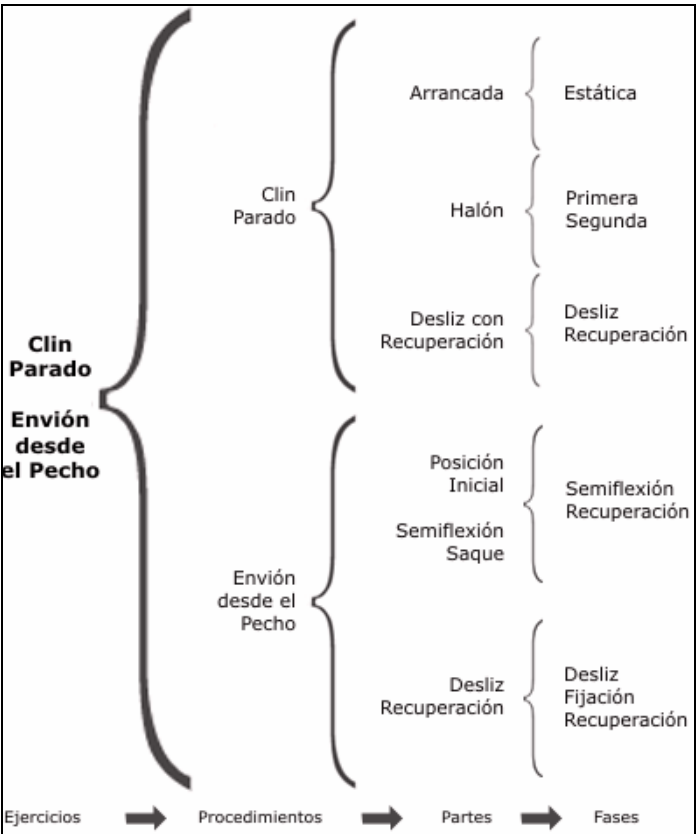 Clin
Parado
Envión
desde
el Pecho
Clin
Parado
Arrancada
Estática
Halón
Primera
Segunda
Desliz con
Recuperación
Desliz
Recuperación
Envión
desde el
Pecho
Posición
Inicial
Semiflexión
Saque
Semiflexión
Recuperación
Desliz
Recuperación
Desliz
Fijación
Recuperación
Ejercicios
Procedimientos
Partes
Fases